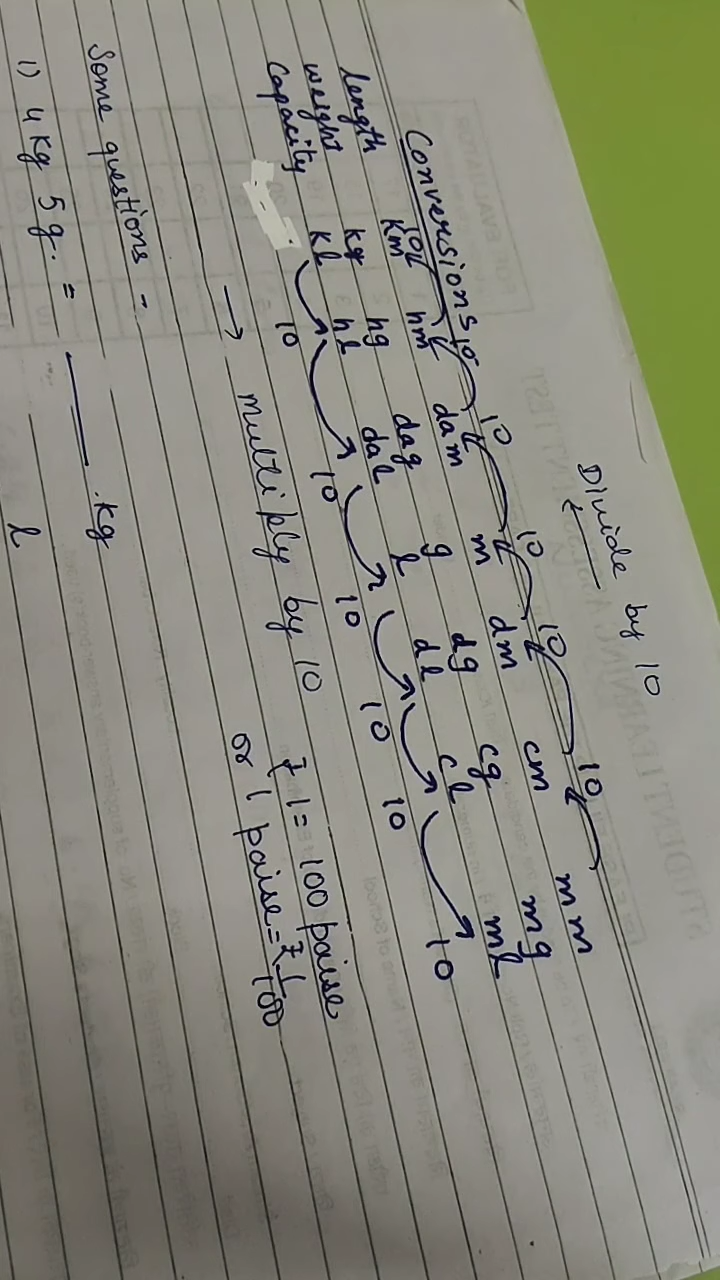 Divide by 10
←
Conversions
10 10 10 10 10 10
length km hm dam m dm cm mm
weight kg hg dag g dg cg mg
Capacity kl hl dal l dl cl ml
10 10 10 10 10 10
→ Multiply by 10
₹ 1 = 100 paise
or 1 paise = ₹ 1/100
Some questions -
1) 4 kg 5 g. = ____ kg
l